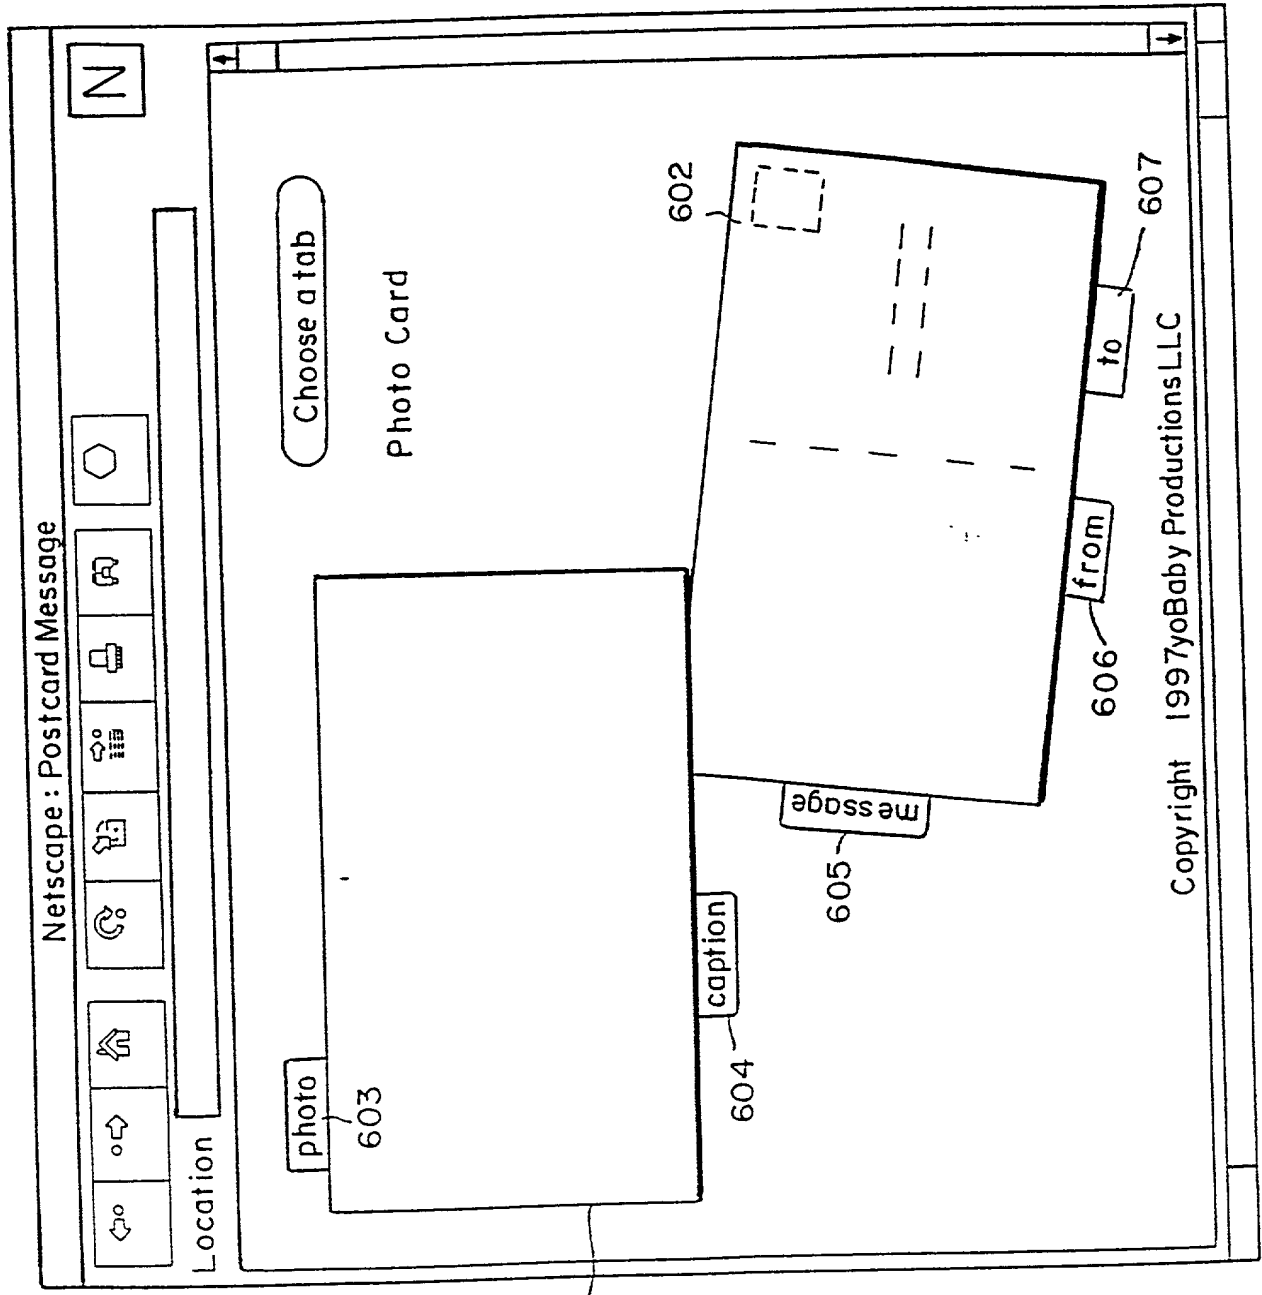 Netscape : Postcard Message
N
Location
Choose a tab
Photo Card
photo
603
602
caption
604
message
605
from
606
to
607
Copyright 1997yoBaby Productions LLC